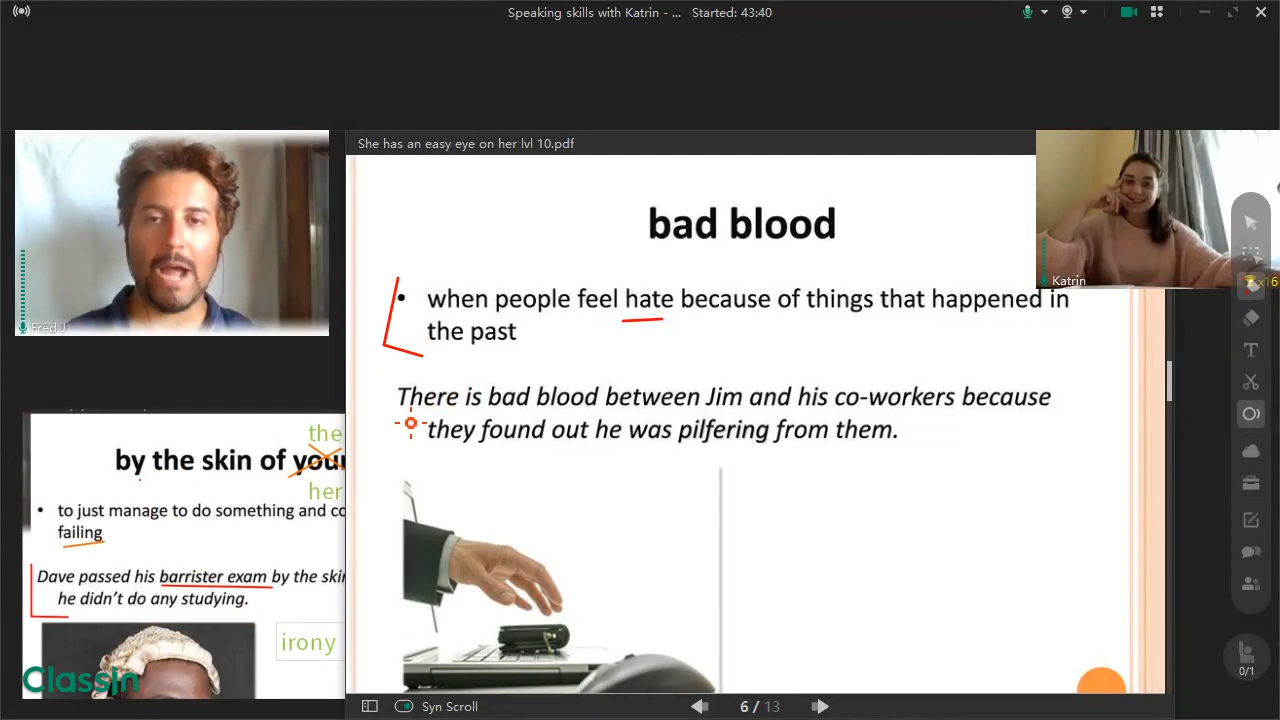 Speaking skills with Katrin - ... Started: 43:40
She has an easy eye on her lvl 10.pdf
Fred J
Katrin
x16
bad blood
• when people feel hate because of things that happened in
the past
There is bad blood between Jim and his co-workers because
they found out he was pilfering from them.
the
by the skin of your
her
• to just manage to do something and
failing
Dave passed his barrister exam by the
he didn't do any studying.
irony
ClassIn
Syn Scroll
6 / 13
T
0/1